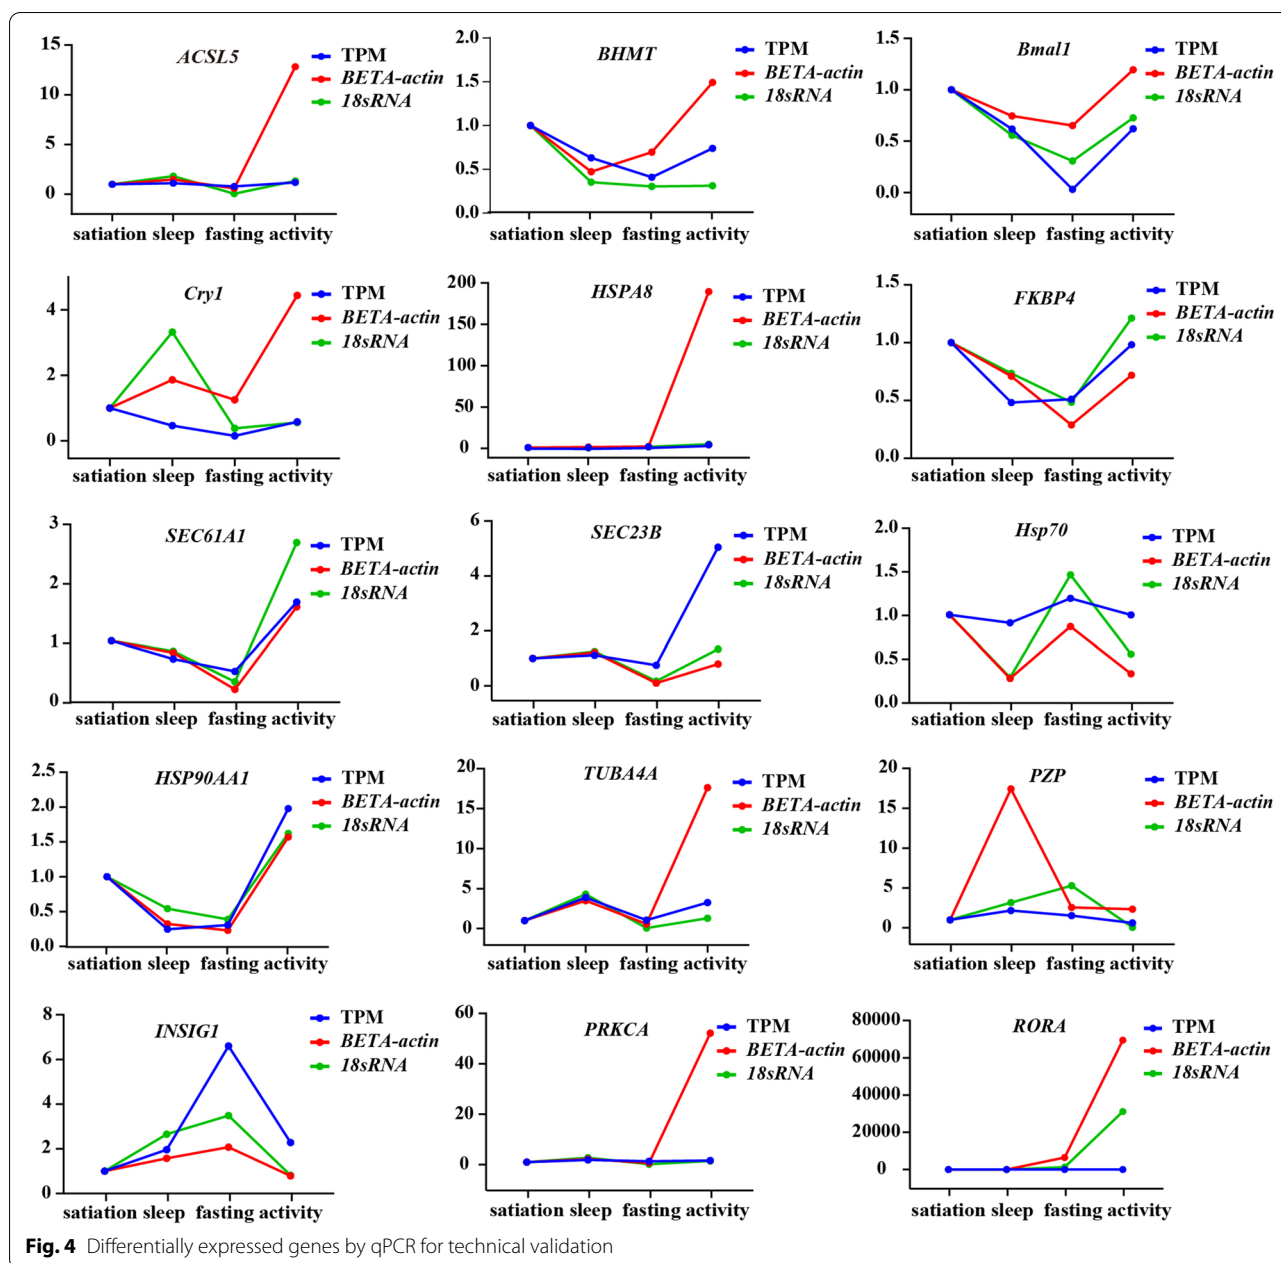 ACSL5
15
10
5
0
TPM
BETA-actin
18sRNA
satiation sleep fasting activity
BHMT
2.0
1.5
1.0
0.5
0.0
TPM
BETA-actin
18sRNA
satiation sleep fasting activity
Bmal1
1.5
1.0
0.5
0.0
TPM
BETA-actin
18sRNA
satiation sleep fasting activity
Cry1
4
2
0
TPM
BETA-actin
18sRNA
satiation sleep fasting activity
HSPA8
200
150
100
50
0
TPM
BETA-actin
18sRNA
satiation sleep fasting activity
FKBP4
1.5
1.0
0.5
0.0
TPM
BETA-actin
18sRNA
satiation sleep fasting activity
SEC61A1
3
2
1
0
TPM
BETA-actin
18sRNA
satiation sleep fasting activity
SEC23B
6
4
2
0
TPM
BETA-actin
18sRNA
satiation sleep fasting activity
Hsp70
2.0
1.5
1.0
0.5
0.0
TPM
BETA-actin
18sRNA
satiation sleep fasting activity
HSP90AA1
2.5
2.0
1.5
1.0
0.5
0.0
TPM
BETA-actin
18sRNA
satiation sleep fasting activity
TUBA4A
20
15
10
5
0
TPM
BETA-actin
18sRNA
satiation sleep fasting activity
PZP
20
15
10
5
0
TPM
BETA-actin
18sRNA
satiation sleep fasting activity
INSIG1
8
6
4
2
0
TPM
BETA-actin
18sRNA
satiation sleep fasting activity
PRKCA
60
40
20
0
TPM
BETA-actin
18sRNA
satiation sleep fasting activity
RORA
80000
60000
40000
20000
0
TPM
BETA-actin
18sRNA
satiation sleep fasting activity
Fig. 4 Differentially expressed genes by qPCR for technical validation